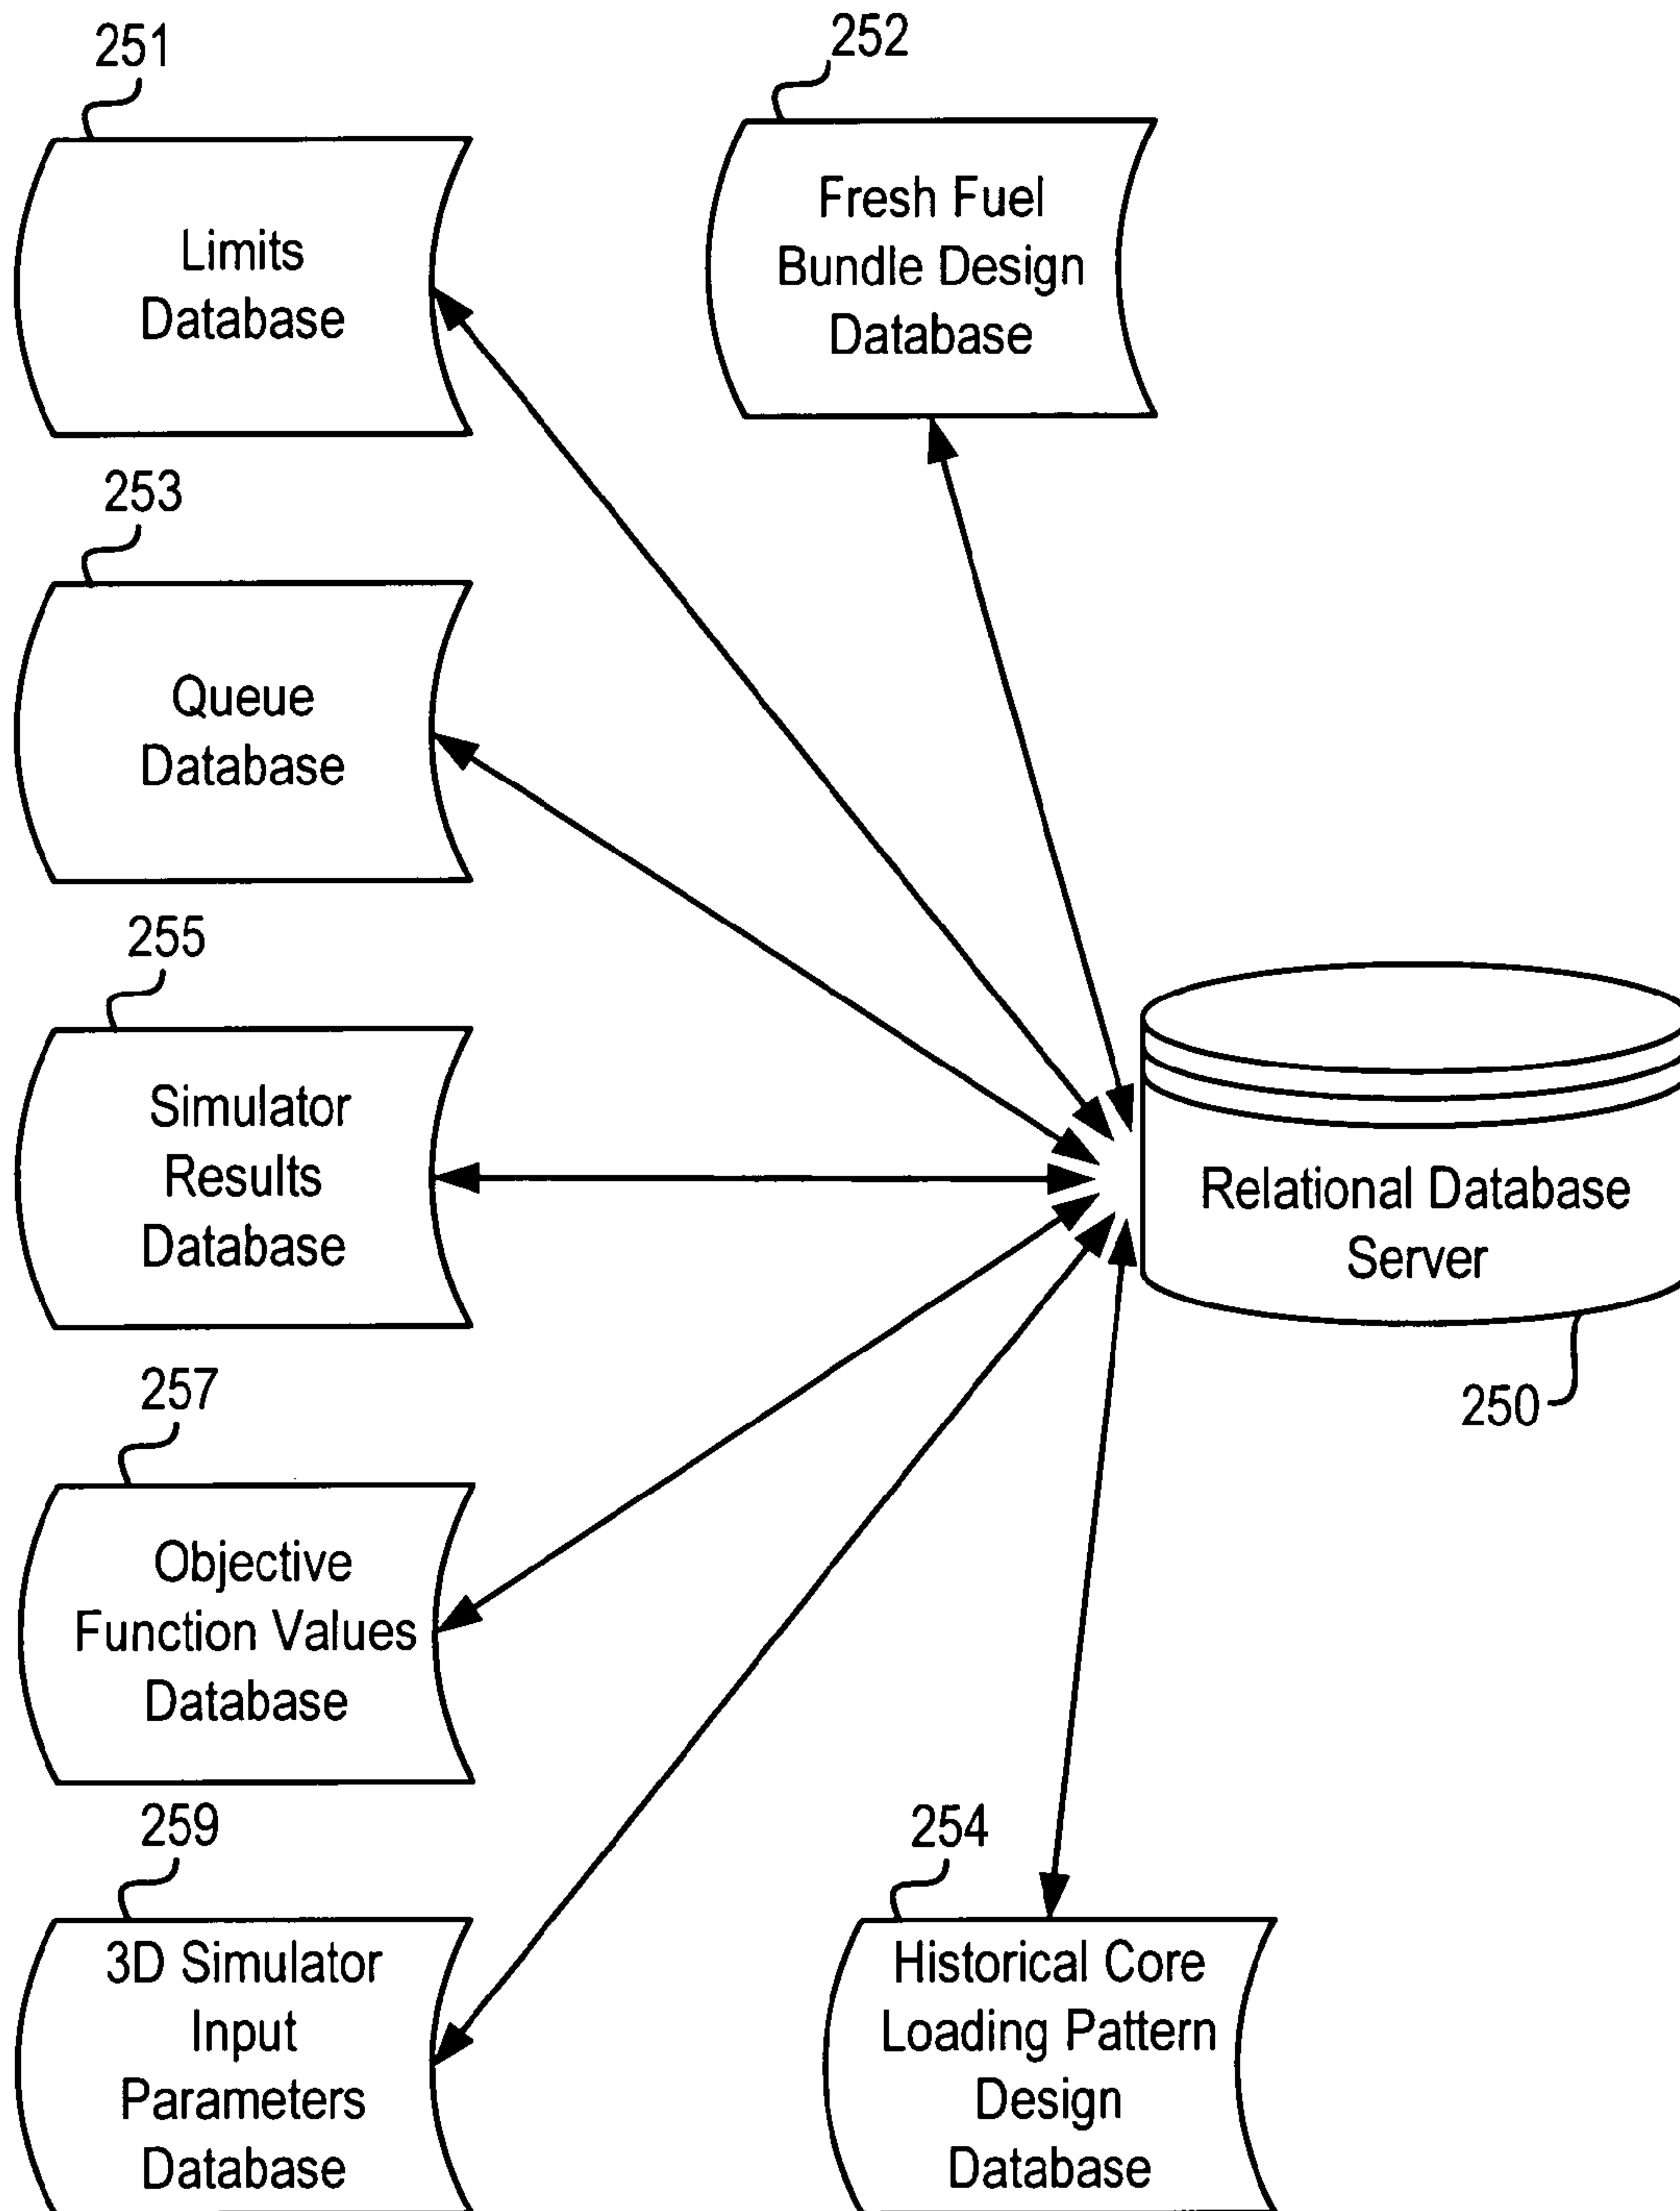 251
Limits
Database
252
Fresh Fuel
Bundle Design
Database
253
Queue
Database
255
Simulator
Results
Database
Relational Database
Server
250
257
Objective
Function Values
Database
259
3D Simulator
Input
Parameters
Database
254
Historical Core
Loading Pattern
Design
Database